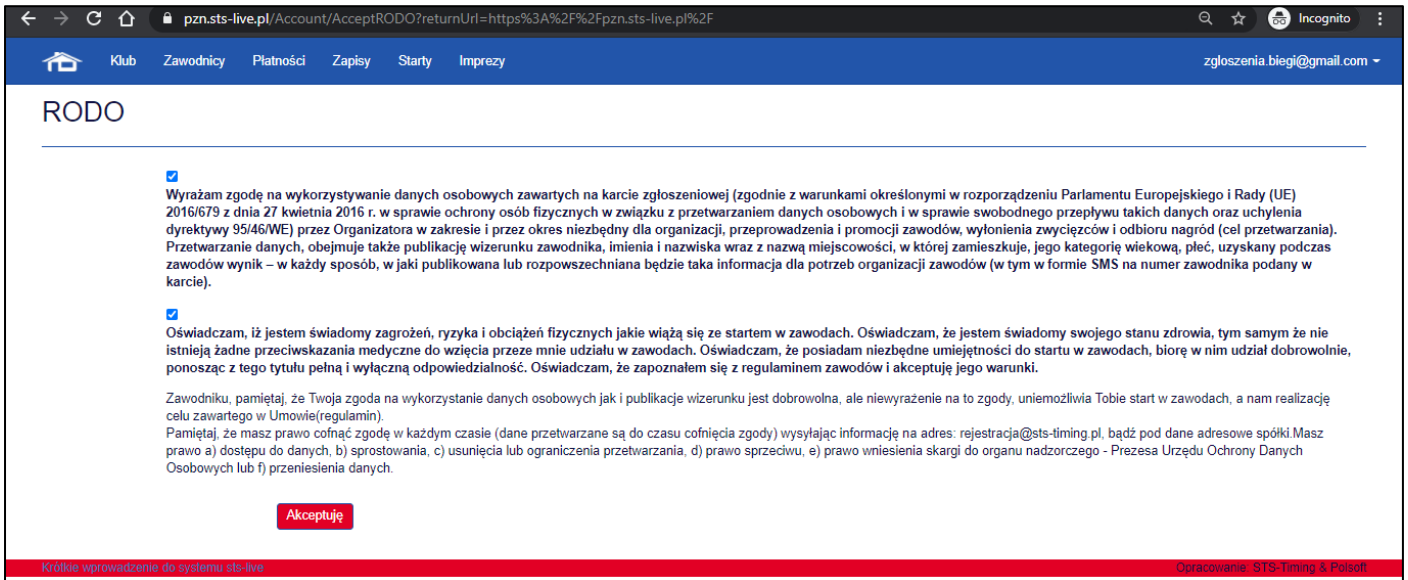 pzn.sts-live.pl/Account/AcceptRODO?returnUrl=https%3A%2F%2Fpzn.sts-live.pl%2F Incognito
Klub Zawodnicy Płatności Zapisy Starty Imprezy zgloszenia.biegi@gmail.com
RODO
Wyrażam zgodę na wykorzystywanie danych osobowych zawartych na karcie zgłoszeniowej (zgodnie z warunkami określonymi w rozporządzeniu Parlamentu Europejskiego i Rady (UE)
2016/679 z dnia 27 kwietnia 2016 r. w sprawie ochrony osób fizycznych w związku z przetwarzaniem danych osobowych i w sprawie swobodnego przepływu takich danych oraz uchylenia
dyrektywy 95/46/WE) przez Organizatora w zakresie i przez okres niezbędny dla organizacji, przeprowadzenia i promocji zawodów, wyłonienia zwycięzców i odbioru nagród (cel przetwarzania).
Przetwarzanie danych, obejmuje także publikację wizerunku zawodnika, imienia i nazwiska wraz z nazwą miejscowości, w której zamieszkuje, jego kategorię wiekową, płeć, uzyskany podczas
zawodów wynik – w każdy sposób, w jaki publikowana lub rozpowszechniana będzie taka informacja dla potrzeb organizacji zawodów (w tym w formie SMS na numer zawodnika podany w
karcie).
Oświadczam, iż jestem świadomy zagrożeń, ryzyka i obciążeń fizycznych jakie wiążą się ze startem w zawodach. Oświadczam, że jestem świadomy swojego stanu zdrowia, tym samym że nie
istnieją żadne przeciwskazania medyczne do wzięcia przeze mnie udziału w zawodach. Oświadczam, że posiadam niezbędne umiejętności do startu w zawodach, biorę w nim udział dobrowolnie,
ponosząc z tego tytułu pełną i wyłączną odpowiedzialność. Oświadczam, że zapoznałem się z regulaminem zawodów i akceptuję jego warunki.
Zawodniku, pamiętaj, że Twoja zgoda na wykorzystanie danych osobowych jak i publikacje wizerunku jest dobrowolna, ale niewyrażenie na to zgody, uniemożliwia Tobie start w zawodach, a nam realizację
celu zawartego w Umowie(regulamin).
Pamiętaj, że masz prawo cofnąć zgodę w każdym czasie (dane przetwarzane są do czasu cofnięcia zgody) wysyłając informację na adres: rejestracja@sts-timing.pl, bądź pod dane adresowe spółki.Masz
prawo a) dostępu do danych, b) sprostowania, c) usunięcia lub ograniczenia przetwarzania, d) prawo sprzeciwu, e) prawo wniesienia skargi do organu nadzorczego - Prezesa Urzędu Ochrony Danych
Osobowych lub f) przeniesienia danych.
Akceptuję
Krótkie wprowadzenie do systemu sts-live Opracowanie: STS-Timing & Polsoft